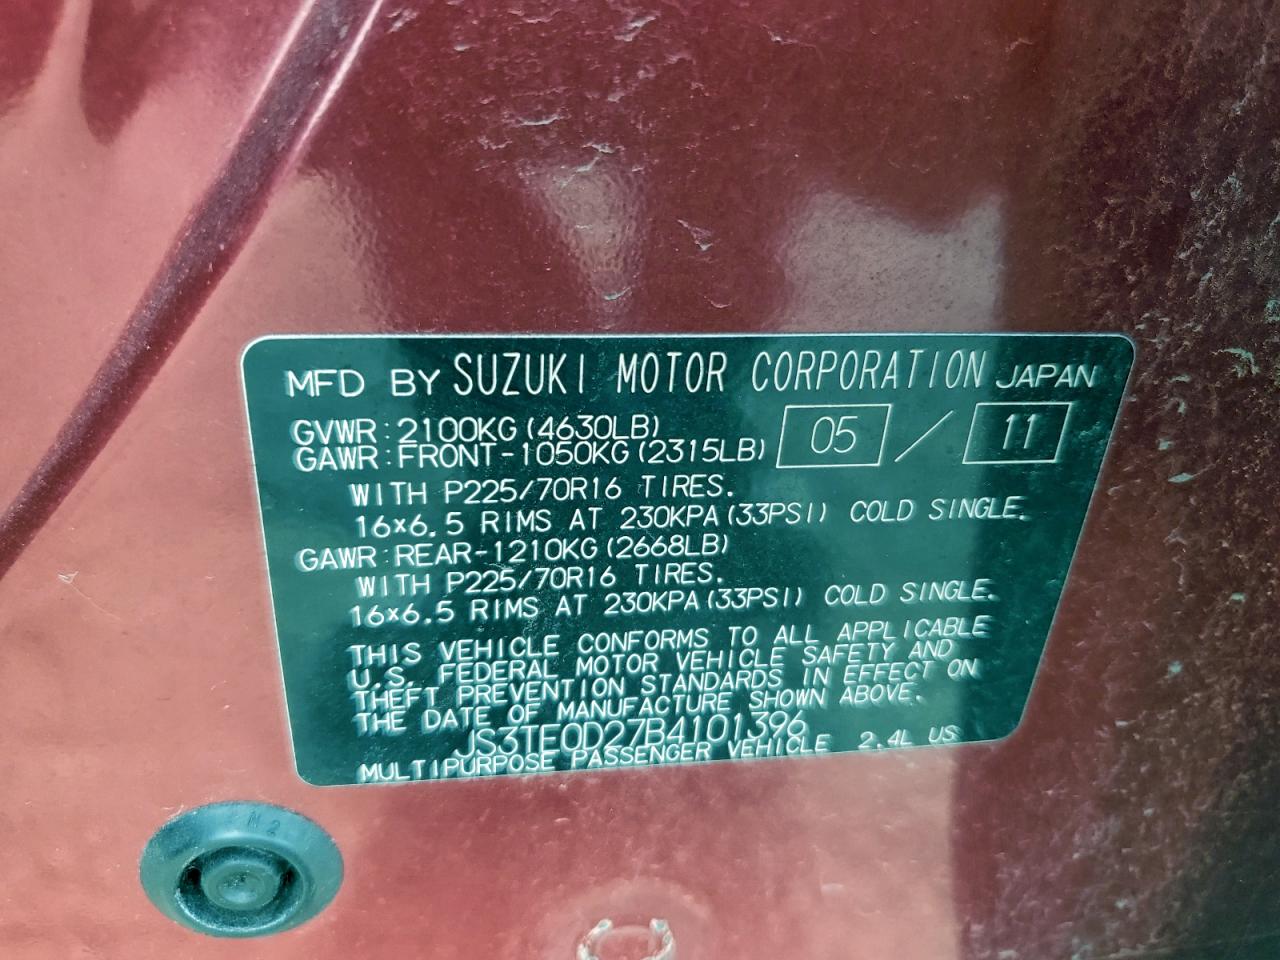 MFD BY SUZUKI MOTOR CORPORATION JAPAN
GVWR:2100KG(4630LB) 05 / 11
GAWR:FRONT-1050KG(2315LB)
WITH P225/70R16 TIRES.
16×6.5 RIMS AT 230KPA(33PSI) COLD SINGLE.
GAWR:REAR-1210KG(2668LB)
WITH P225/70R16 TIRES.
16×6.5 RIMS AT 230KPA(33PSI) COLD SINGLE.
THIS VEHICLE CONFORMS TO ALL APPLICABLE
U.S. FEDERAL MOTOR VEHICLE SAFETY AND
THEFT PREVENTION STANDARDS IN EFFECT ON
THE DATE OF MANUFACTURE SHOWN ABOVE.
JS3TE0D27B4101396
MULTIPURPOSE PASSENGER VEHICLE 2.4L US